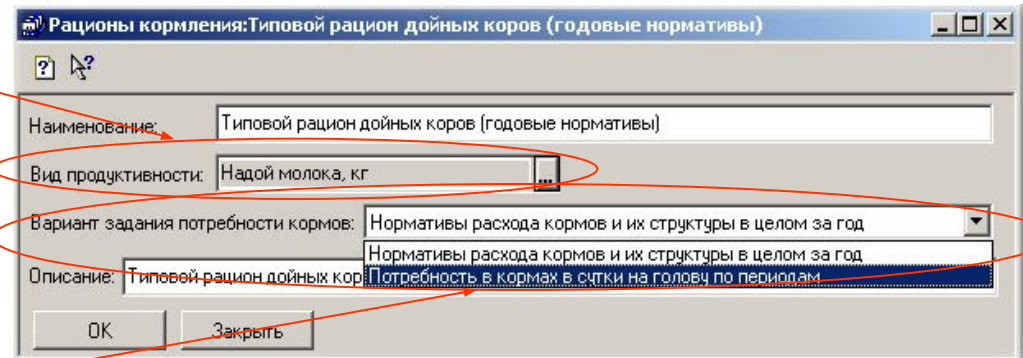 Рационы кормления:Типовой рацион дойных коров (годовые нормативы)
Наименование: Типовой рацион дойных коров (годовые нормативы)
Вид продуктивности: Надой молока, кг ...
Вариант задания потребности кормов: Нормативы расхода кормов и их структуры в целом за год
Нормативы расхода кормов и их структуры в целом за год
Описание: Типовой рацион дойных кор Потребность в кормах в сутки на голову по периодам
OK Закрыть